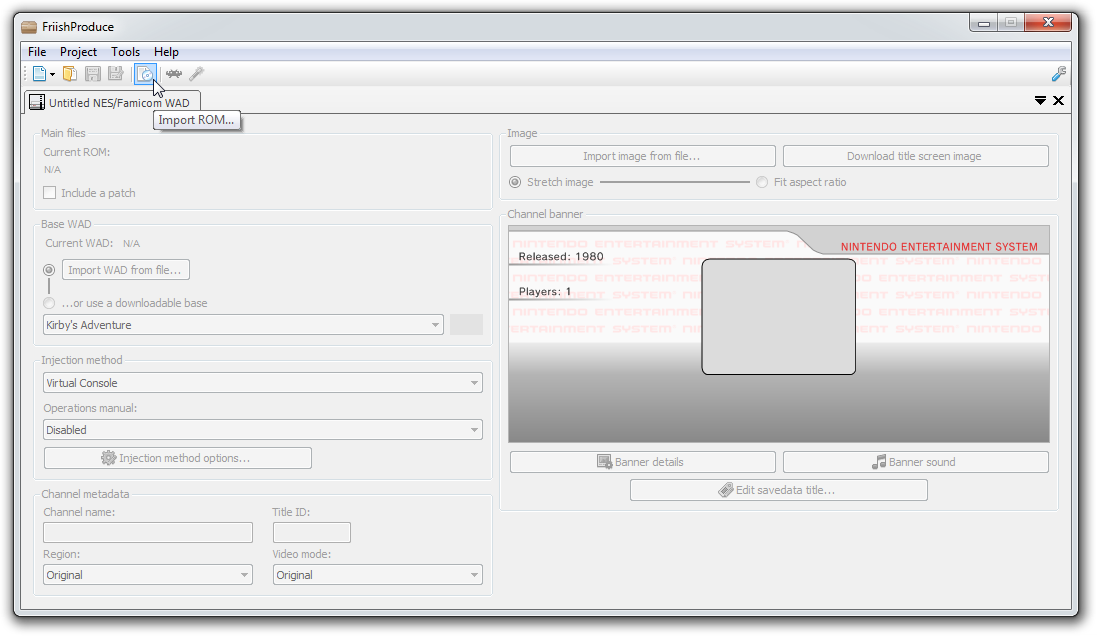 FriishProduce
File Project Tools Help
Untitled NES/Famicom WAD
Import ROM...
Main files
Current ROM:
N/A
Include a patch
Base WAD
Current WAD: N/A
Import WAD from file...
...or use a downloadable base
Kirby's Adventure
Injection method
Virtual Console
Operations manual:
Disabled
Injection method options...
Channel metadata
Channel name:
Title ID:
Region:
Video mode:
Original
Original
Image
Import image from file...
Download title screen image
Stretch image
Fit aspect ratio
Channel banner
NINTENDO ENTERTAINMENT SYSTEM
NINTENDO ENTERTAINMENT SYSTEM
Released: 1980
Players: 1
Banner details
Banner sound
Edit savedata title...